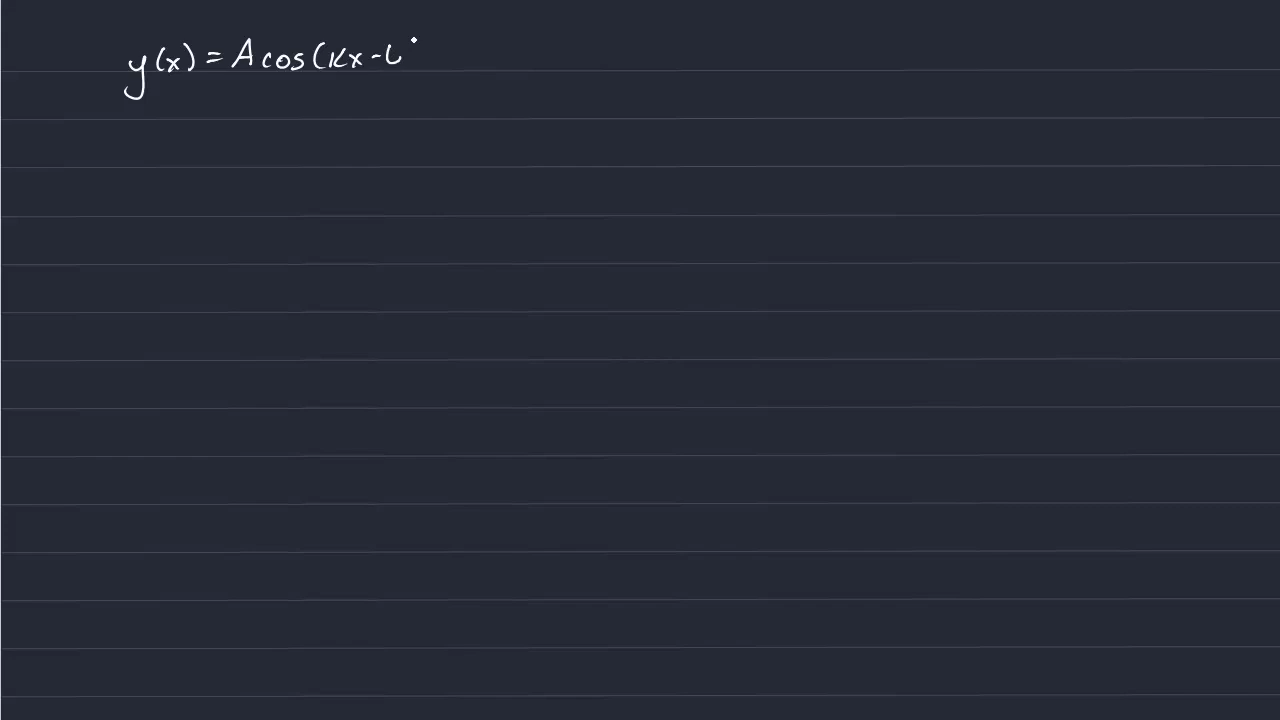 y(x) = A cos(kx -